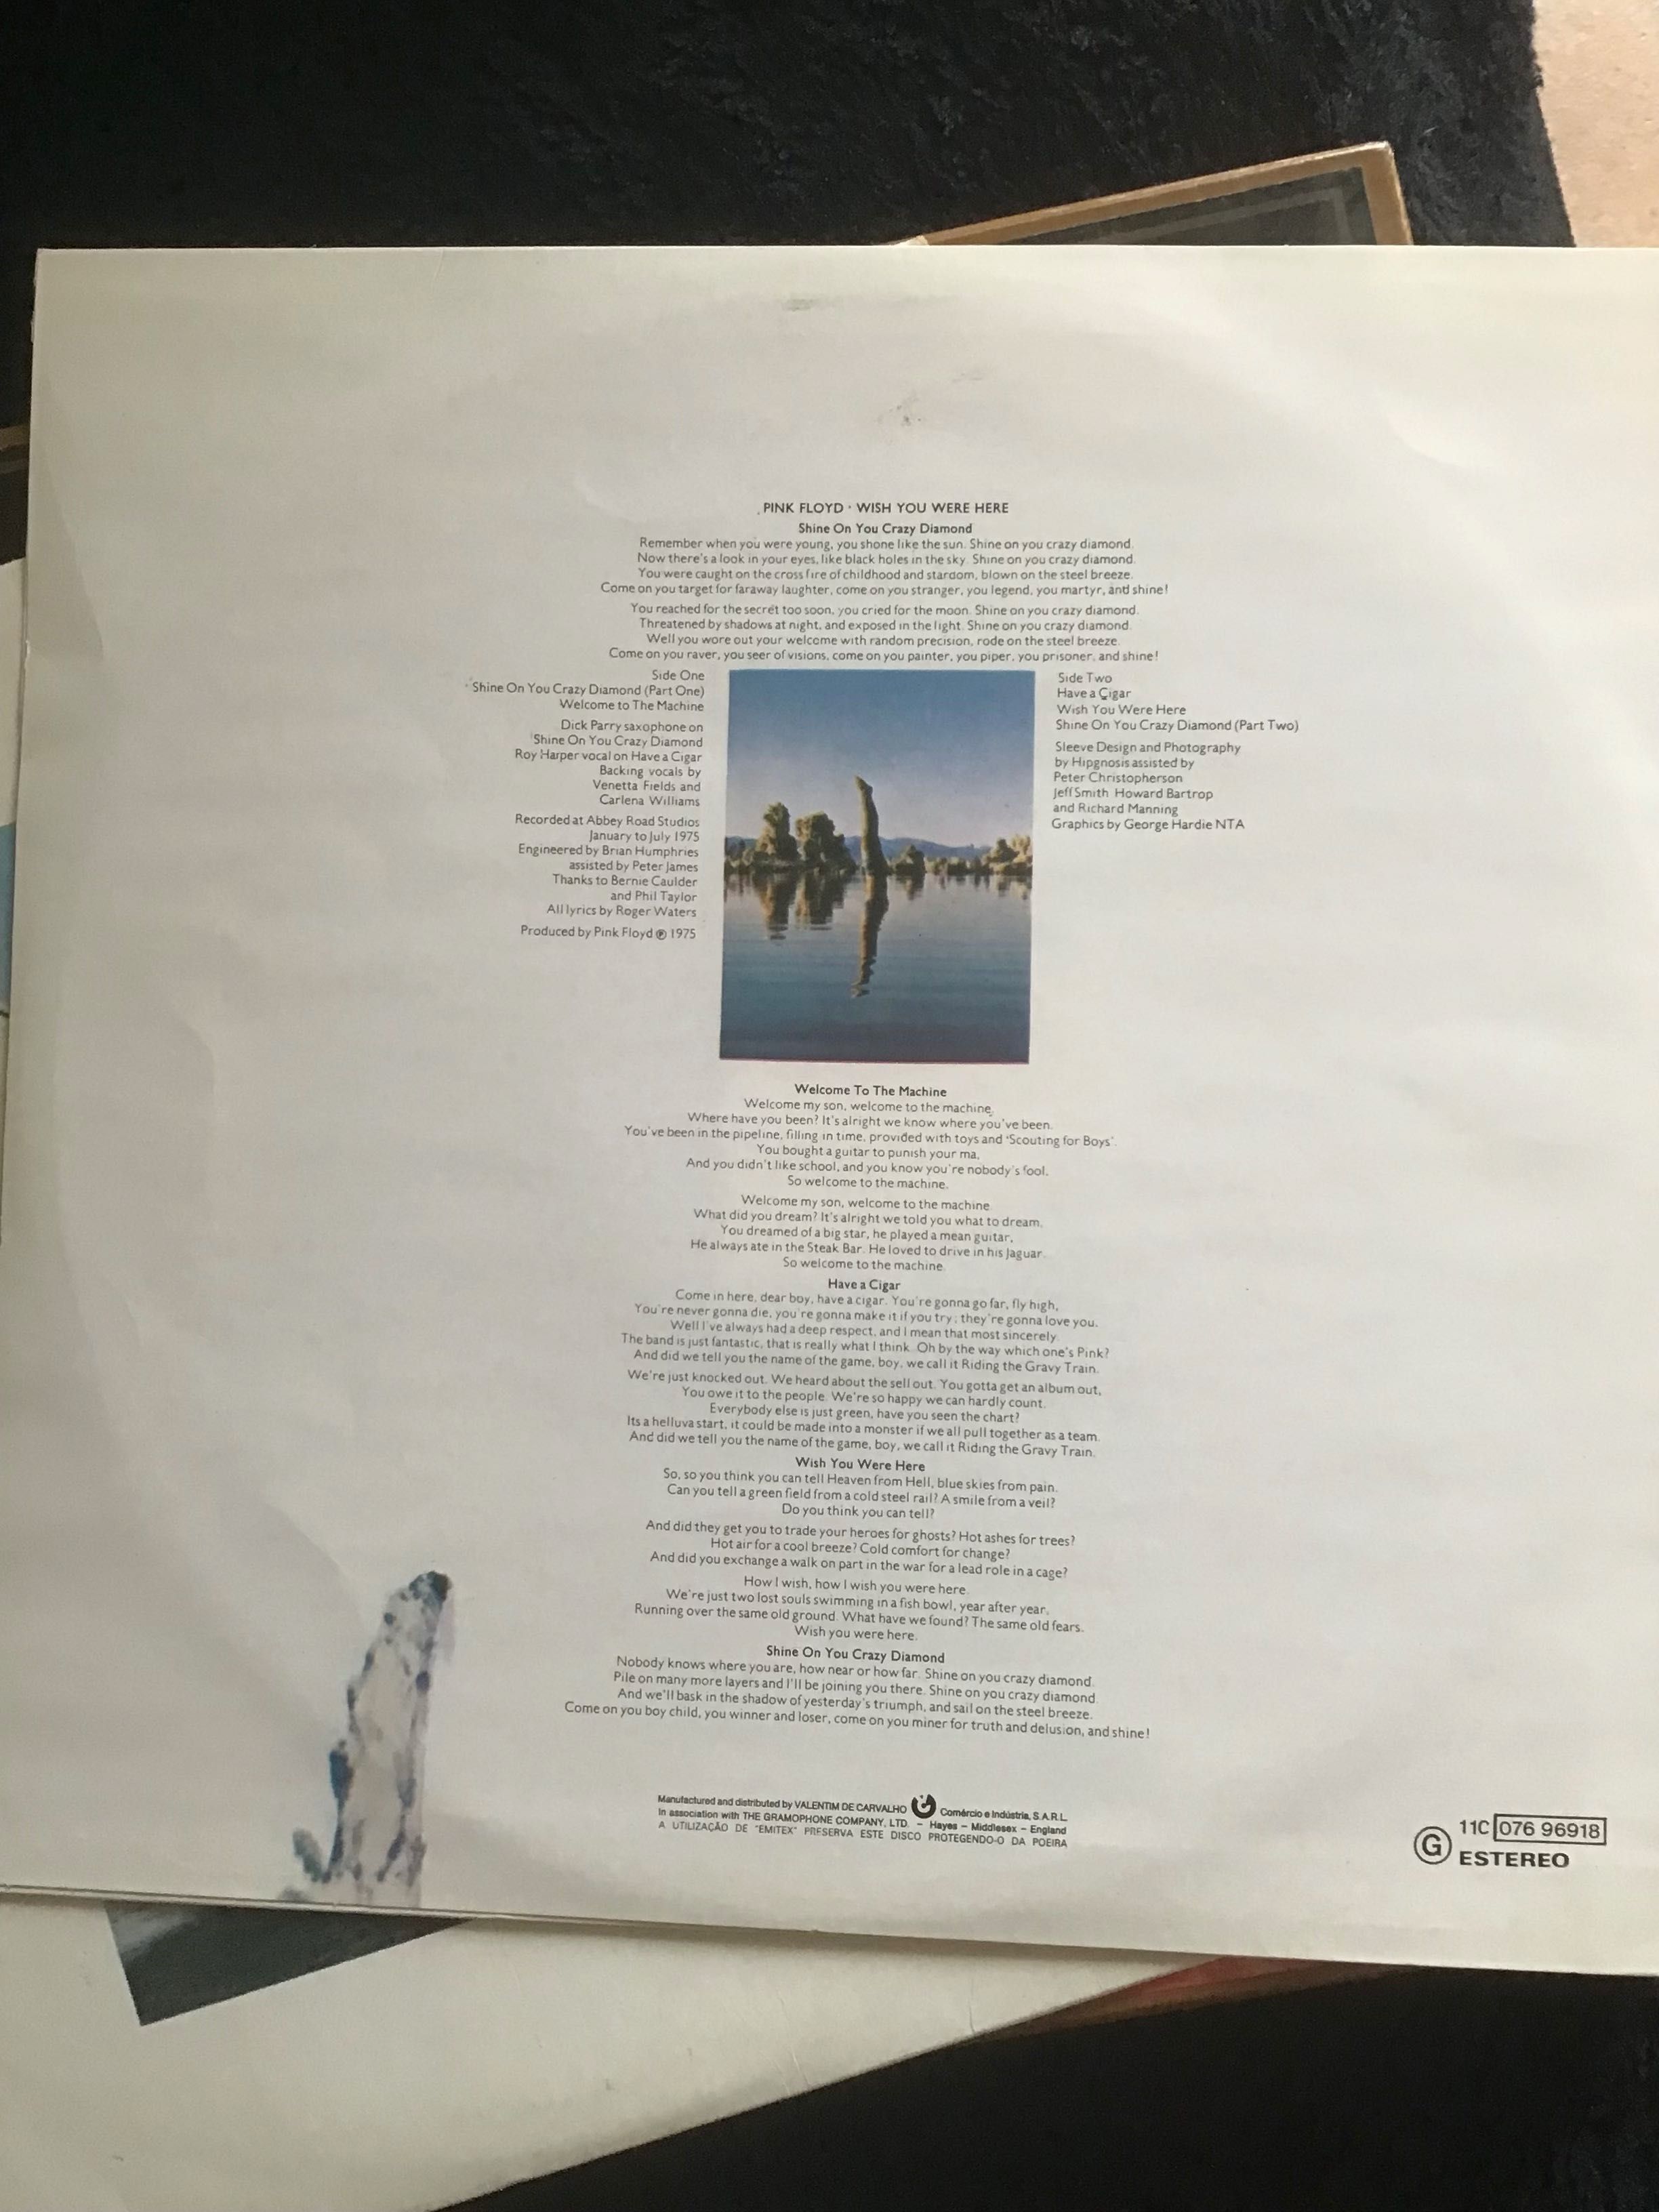 PINK FLOYD · WISH YOU WERE HERE
Shine On You Crazy Diamond
Remember when you were young, you shone like the sun. Shine on you crazy diamond.
Now there's a look in your eyes, like black holes in the sky. Shine on you crazy diamond.
You were caught on the cross fire of childhood and stardom, blown on the steel breeze.
Come on you target for faraway laughter, come on you stranger, you legend, you martyr, and shine!
You reached for the secret too soon, you cried for the moon. Shine on you crazy diamond.
Threatened by shadows at night, and exposed in the light. Shine on you crazy diamond.
Well you wore out your welcome with random precision, rode on the steel breeze.
Come on you raver, you seer of visions, come on you painter, you piper, you prisoner, and shine!
Side One
Shine On You Crazy Diamond (Part One)
Welcome to The Machine
Dick Parry saxophone on
Shine On You Crazy Diamond
Roy Harper vocal on Have a Cigar
Backing vocals by
Venetta Fields and
Carlena Williams
Recorded at Abbey Road Studios
January to July 1975
Engineered by Brian Humphries
assisted by Peter James
Thanks to Bernie Caulder
and Phil Taylor
All lyrics by Roger Waters
Produced by Pink Floyd ℗ 1975
Side Two
Have a Cigar
Wish You Were Here
Shine On You Crazy Diamond (Part Two)
Sleeve Design and Photography
by Hipgnosis assisted by
Peter Christopherson
Jeff Smith Howard Bartrop
and Richard Manning
Graphics by George Hardie NTA
Welcome To The Machine
Welcome my son, welcome to the machine.
Where have you been? It's alright we know where you've been.
You've been in the pipeline, filling in time, provided with toys and 'Scouting for Boys'.
You bought a guitar to punish your ma,
And you didn't like school, and you know you're nobody's fool,
So welcome to the machine.
Welcome my son, welcome to the machine.
What did you dream? It's alright we told you what to dream.
You dreamed of a big star, he played a mean guitar,
He always ate in the Steak Bar. He loved to drive in his Jaguar.
So welcome to the machine.
Have a Cigar
Come in here, dear boy, have a cigar. You're gonna go far, fly high,
You're never gonna die, you're gonna make it if you try; they're gonna love you.
Well I've always had a deep respect, and I mean that most sincerely.
The band is just fantastic, that is really what I think. Oh by the way which one's Pink?
And did we tell you the name of the game, boy, we call it Riding the Gravy Train.
We're just knocked out. We heard about the sell out. You gotta get an album out,
You owe it to the people. We're so happy we can hardly count.
Everybody else is just green, have you seen the chart?
Its a helluva start, it could be made into a monster if we all pull together as a team.
And did we tell you the name of the game, boy, we call it Riding the Gravy Train.
Wish You Were Here
So, so you think you can tell Heaven from Hell, blue skies from pain.
Can you tell a green field from a cold steel rail? A smile from a veil?
Do you think you can tell?
And did they get you to trade your heroes for ghosts? Hot ashes for trees?
Hot air for a cool breeze? Cold comfort for change?
And did you exchange a walk on part in the war for a lead role in a cage?
How I wish, how I wish you were here.
We're just two lost souls swimming in a fish bowl, year after year,
Running over the same old ground. What have we found? The same old fears.
Wish you were here.
Shine On You Crazy Diamond
Nobody knows where you are, how near or how far. Shine on you crazy diamond.
Pile on many more layers and I'll be joining you there. Shine on you crazy diamond.
And we'll bask in the shadow of yesterday's triumph, and sail on the steel breeze.
Come on you boy child, you winner and loser, come on you miner for truth and delusion, and shine!
Manufactured and distributed by VALENTIM DE CARVALHO Comércio e Indústria, S.A.R.L.
In association with THE GRAMOPHONE COMPANY, LTD. – Hayes – Middlesex – England
A UTILIZAÇÃO DE "EMITEX" PRESERVA ESTE DISCO PROTEGENDO-O DA POEIRA
G 11C 076 96918
ESTEREO